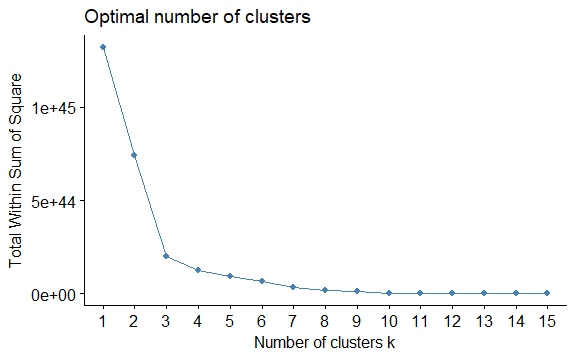 Optimal number of clusters
Total Within Sum of Square
1e+45
5e+44
0e+00
1 2 3 4 5 6 7 8 9 10 11 12 13 14 15
Number of clusters k